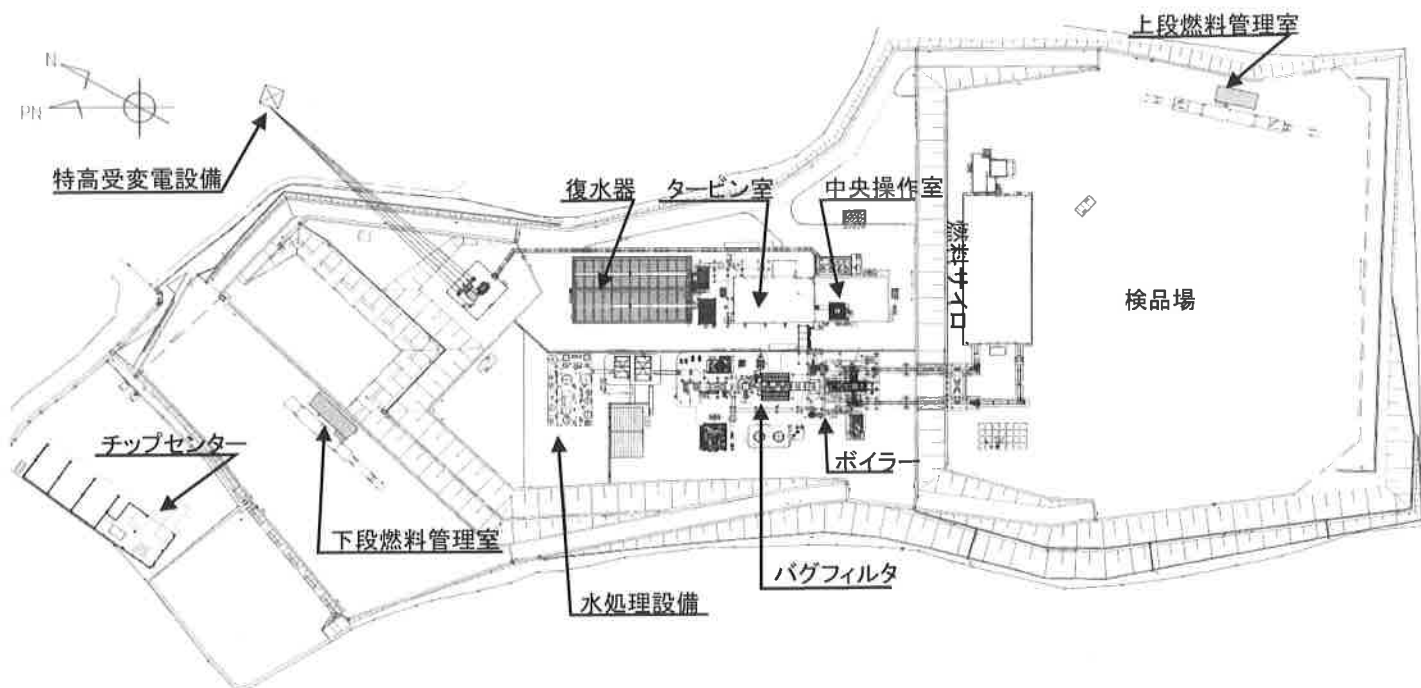 上段燃料管理室
N
PN
特高受変電設備
復水器
タービン室
中央操作室
燃料サイロ
検品場
チップセンター
ボイラー
下段燃料管理室
バグフィルタ
水処理設備